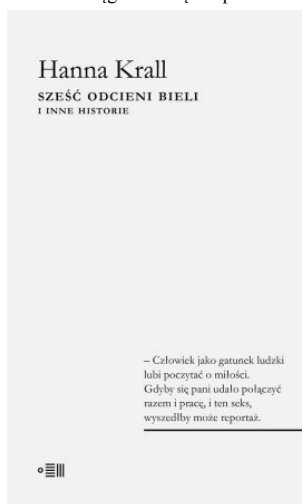 Hanna Krall
SZEŚĆ ODCIENI BIELI
I INNE HISTORIE
– Człowiek jako gatunek ludzki
lubi poczytać o miłości.
Gdyby się pani udało połączyć
razem i pracę, i ten seks,
wyszedłby może reportaż.